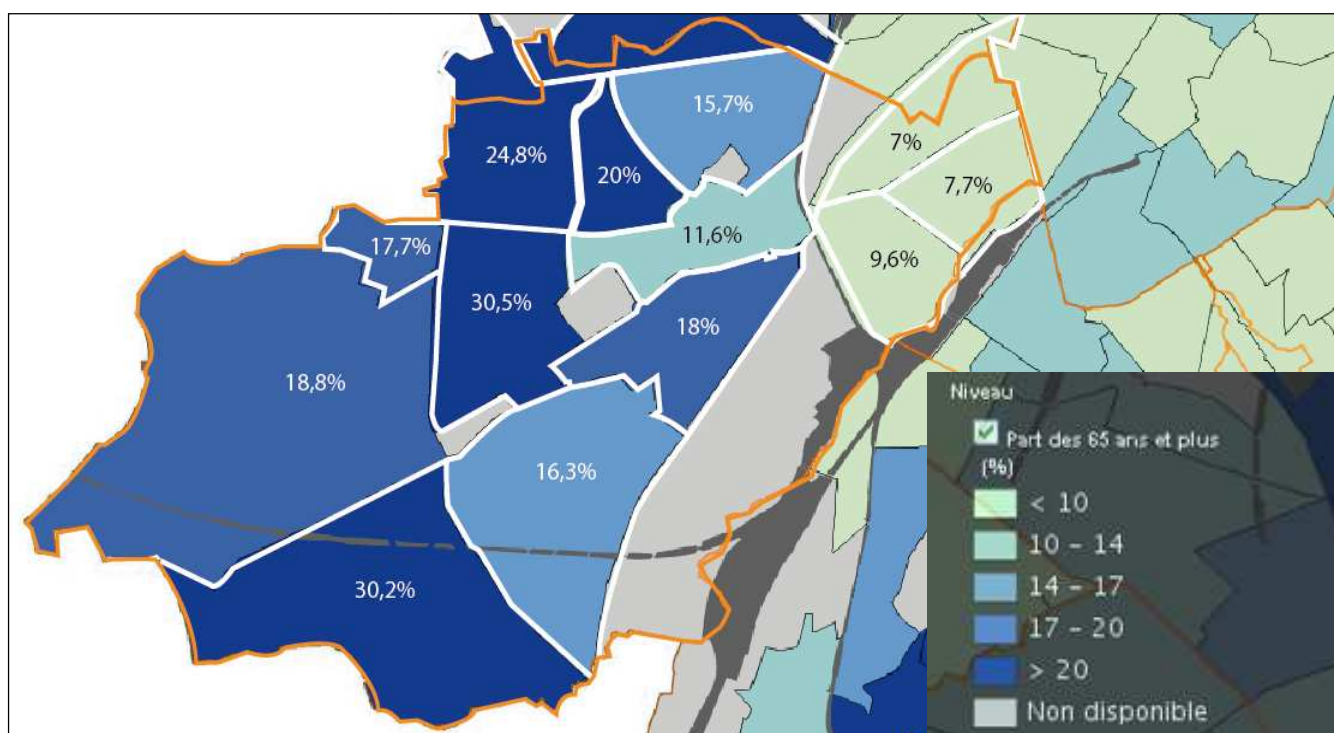 15,7%
24,8%
20%
7%
7,7%
17,7%
11,6%
9,6%
30,5%
18%
18,8%
16,3%
30,2%
Niveau
Part des 65 ans et plus
(%)
< 10
10 – 14
14 – 17
17 – 20
> 20
Non disponible